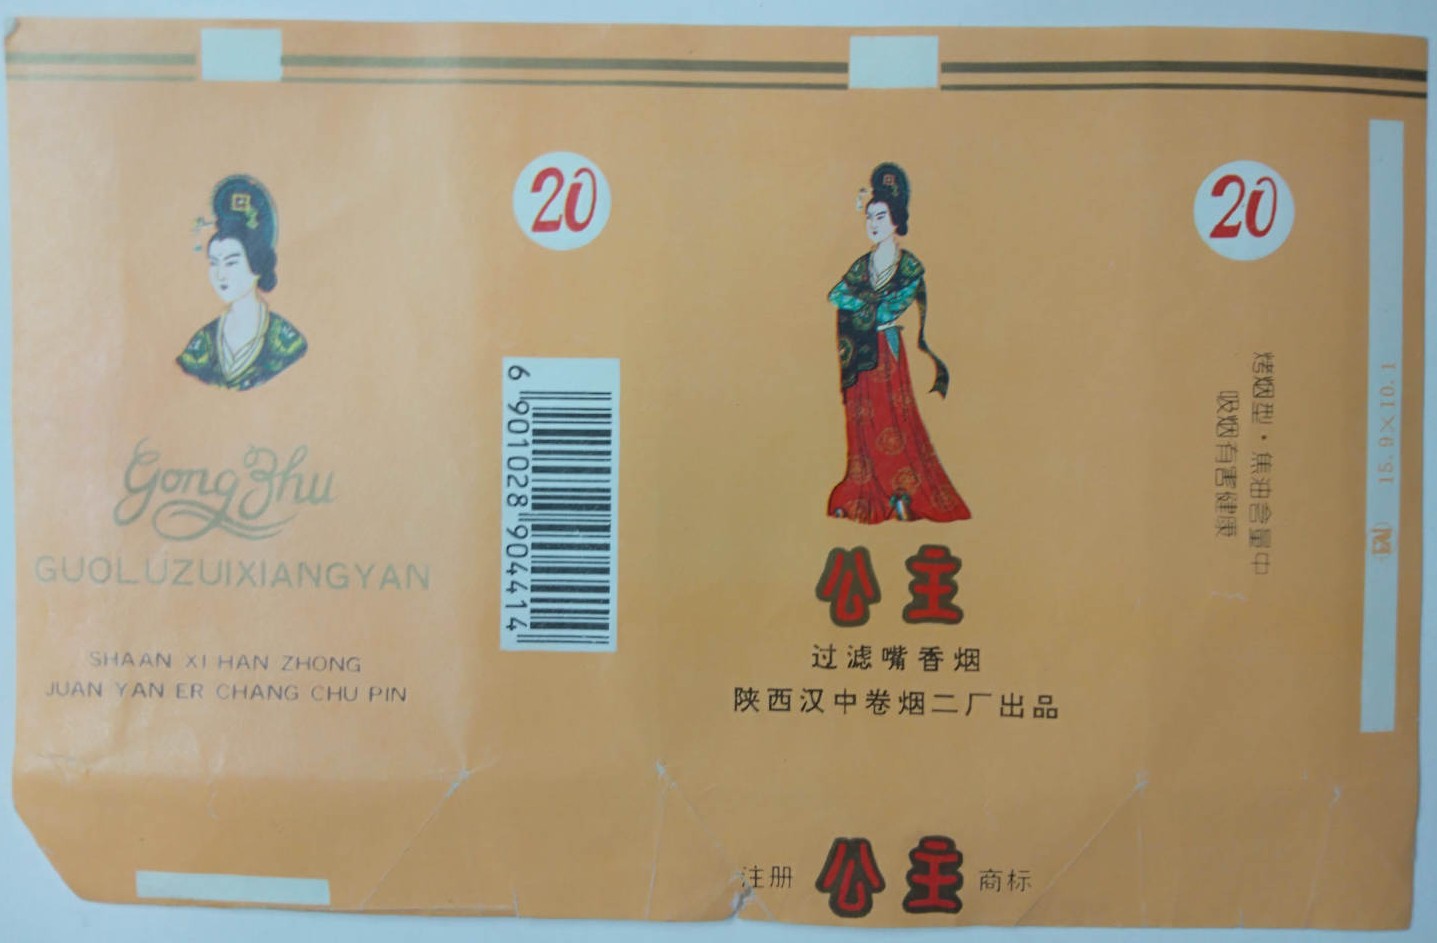 Gong Zhu
GUOLUZUIXIANGYAN
SHAAN XI HAN ZHONG
JUAN YAN ER CHANG CHU PIN
20
6 901028 904414
公主
过滤嘴香烟
陕西汉中卷烟二厂出品
注册 公主 商标
20
烤烟型·焦油含量中
吸烟有害健康
15.9×10.1